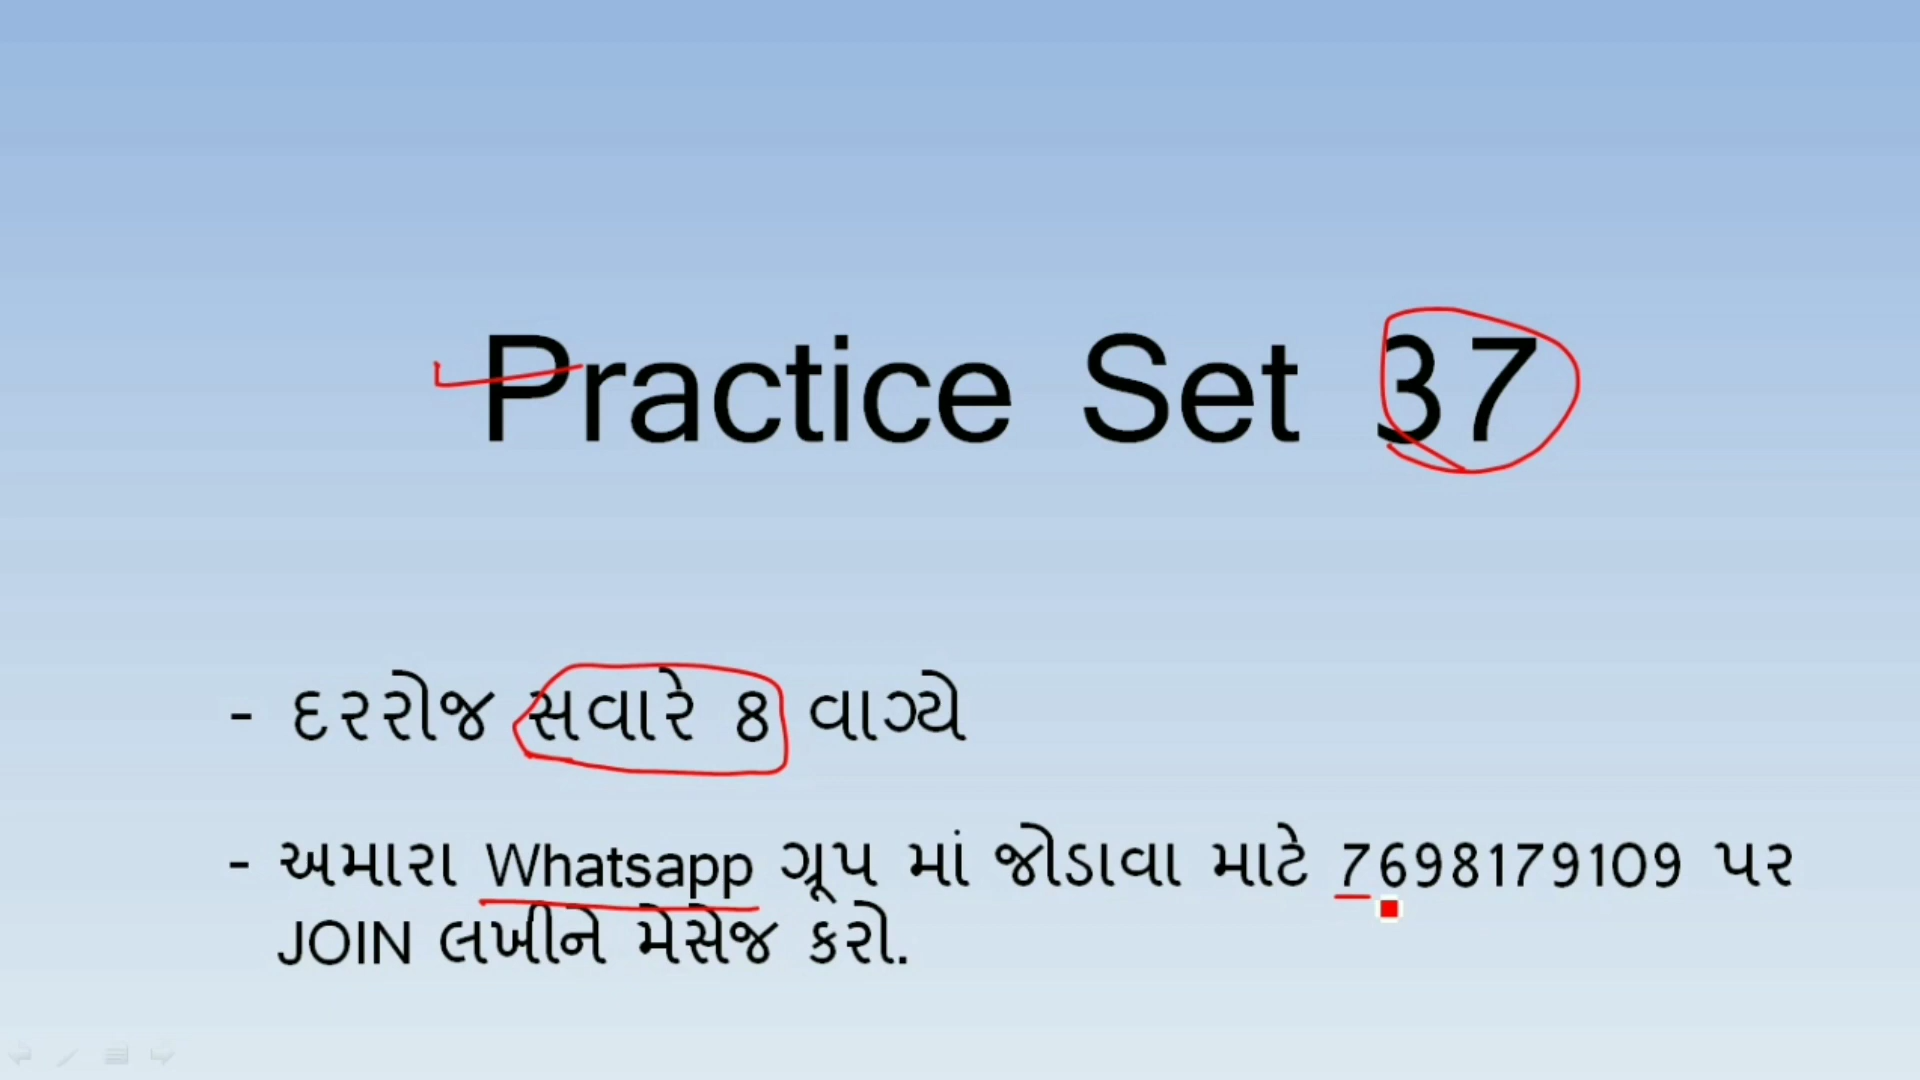 Practice Set 37
- દરરોજ સવારે 8 વાગ્યે
- અમારા Whatsapp ગ્રૂપ માં જોડાવા માટે 7698179109 પર
JOIN લખીને મેસેજ કરો.